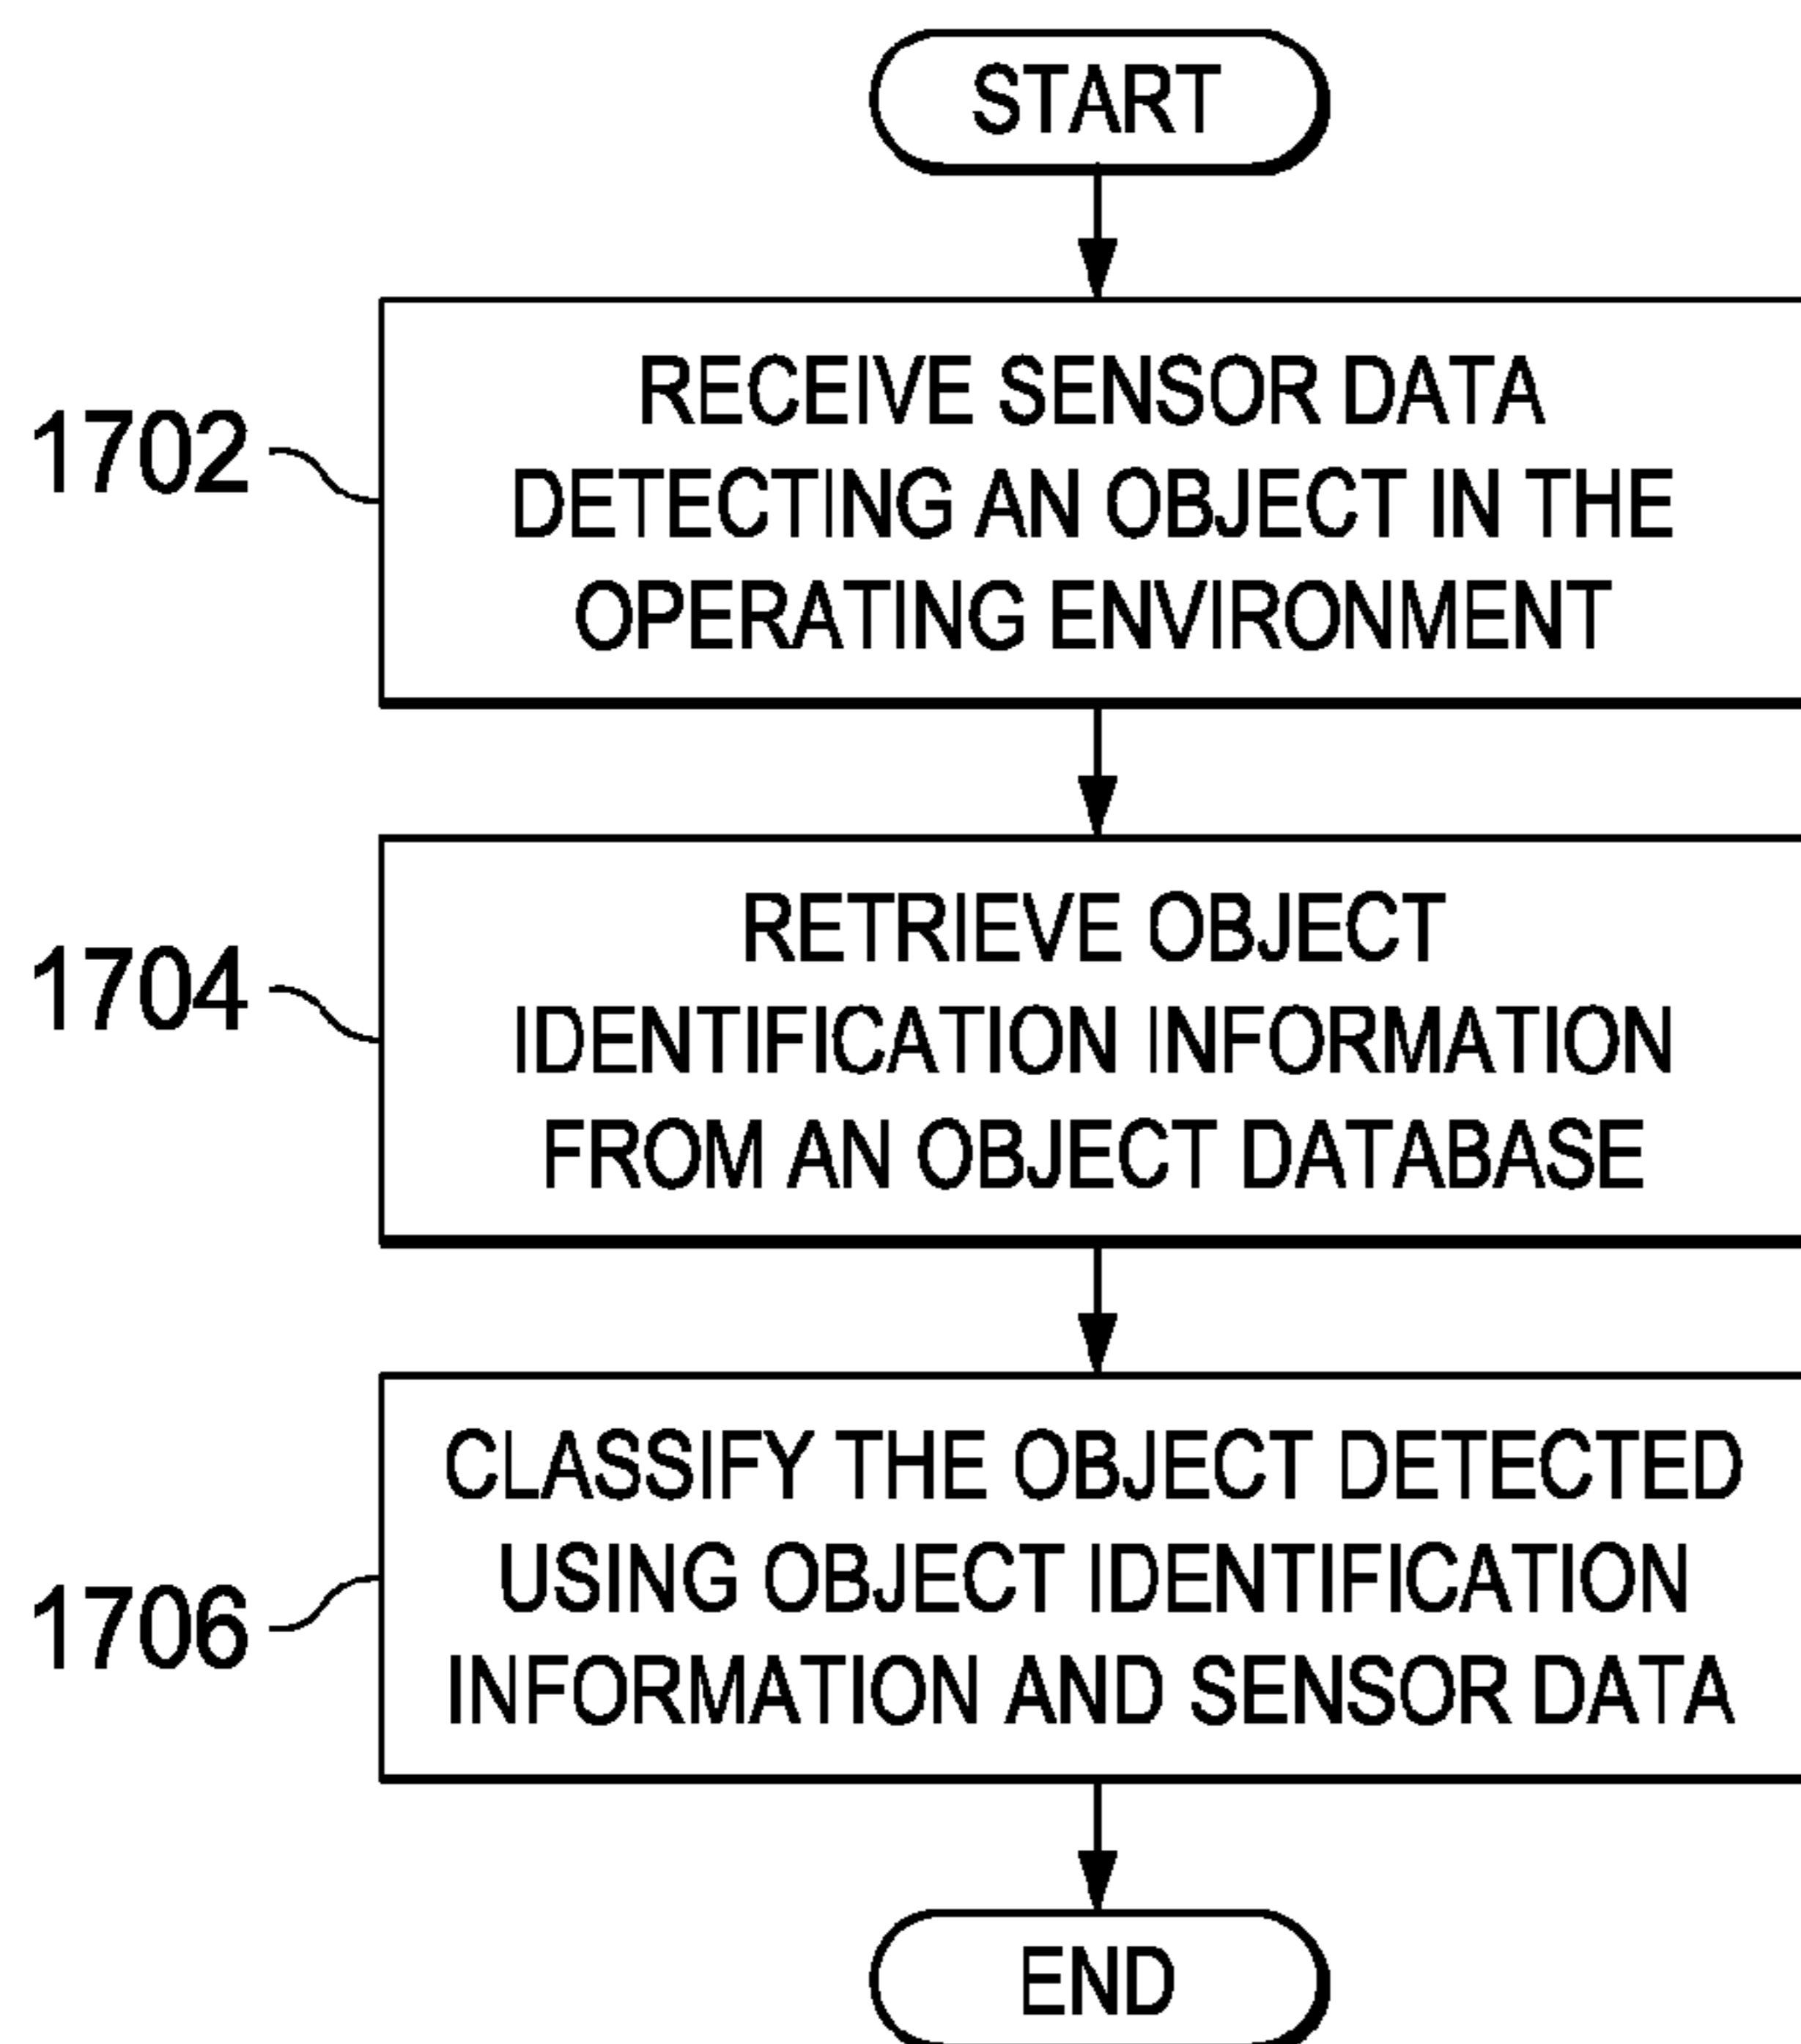 START
1702
RECEIVE SENSOR DATA
DETECTING AN OBJECT IN THE
OPERATING ENVIRONMENT
1704
RETRIEVE OBJECT
IDENTIFICATION INFORMATION
FROM AN OBJECT DATABASE
1706
CLASSIFY THE OBJECT DETECTED
USING OBJECT IDENTIFICATION
INFORMATION AND SENSOR DATA
END